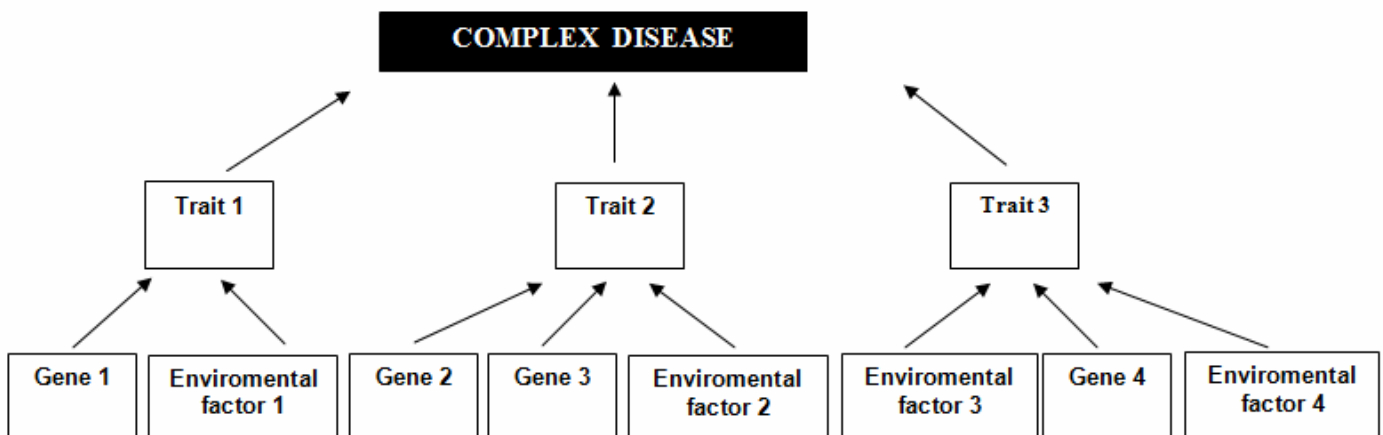 COMPLEX DISEASE
Trait 1
Trait 2
Trait 3
Gene 1
Enviromental
factor 1
Gene 2
Gene 3
Enviromental
factor 2
Enviromental
factor 3
Gene 4
Enviromental
factor 4